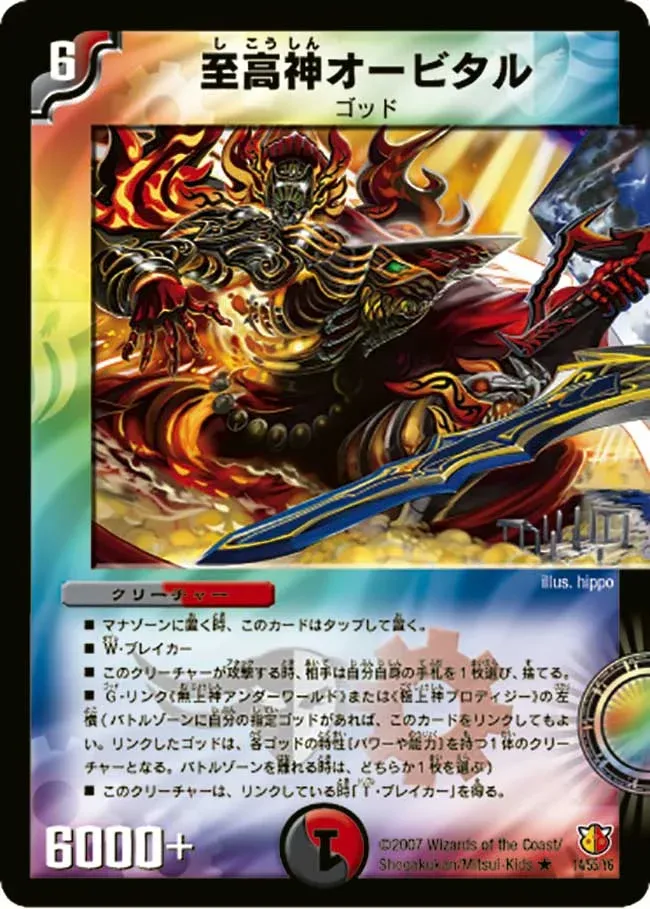 6
しこうしん
至高神オービタル
ゴッド
illus. hippo
クリーチャー
■ マナゾーンに置く時、このカードはタップして置く。
■ W・ブレイカー
■ このクリーチャーが攻撃する時、相手は自分自身の手札を1枚選び、捨てる。
■ G・リンク《無上神アンダーワールド》または《極上神プロディジー》の左
横(バトルゾーンに自分の指定ゴッドがあれば、このカードをリンクしてもよ
い。リンクしたゴッドは、各ゴッドの特性[パワーや能力]を持つ1体のクリー
チャーとなる。バトルゾーンを離れる時は、どちらか1枚を選ぶ)
■ このクリーチャーは、リンクしている時「T・ブレイカー」を得る。
6000+
1
©2007 Wizards of the Coast/
Shogakukan/Mitsui-Kids ★
14/55/Y6